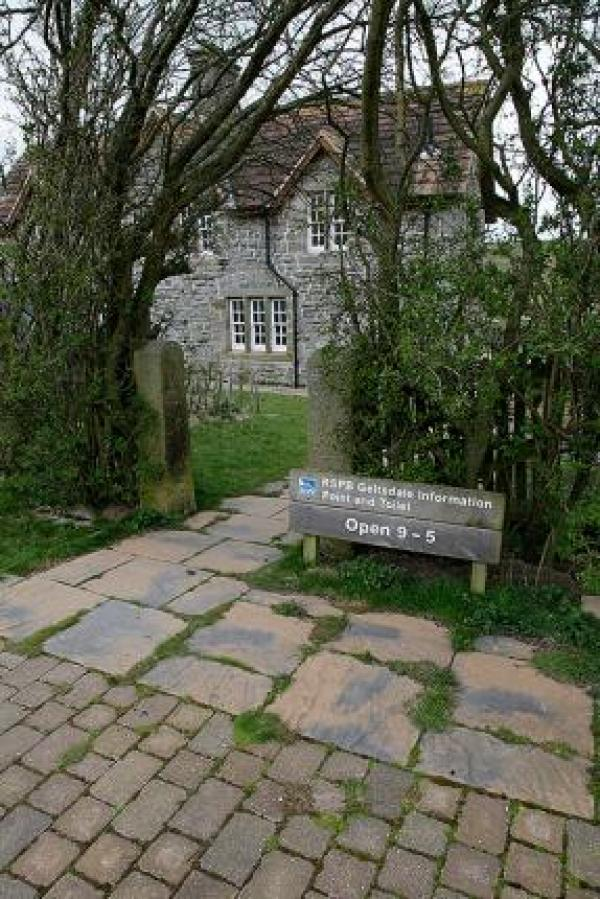 RSPB Geltsdale Information
Point and Toilet
Open 9 - 5